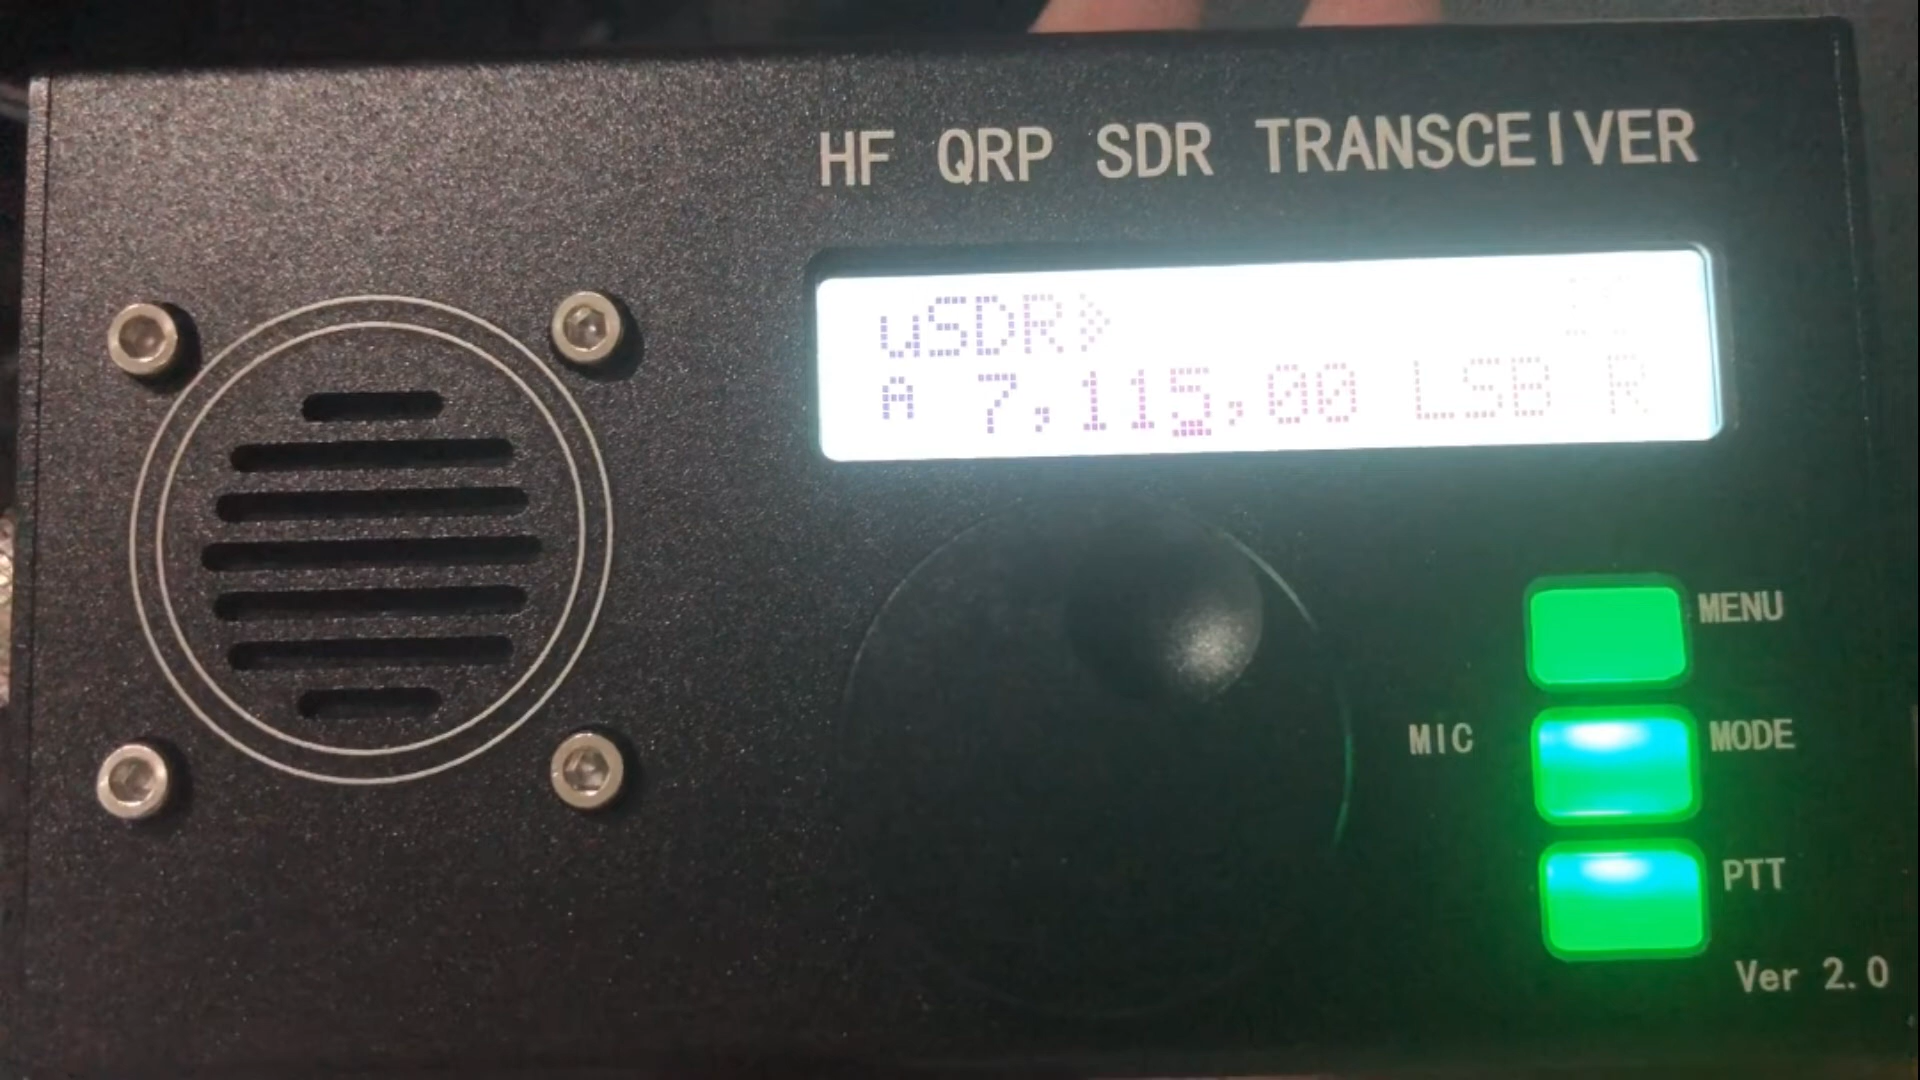 HF QRP SDR TRANSCEIVER
uSDR»
A 7,115,00 LSB R
MENU
MIC MODE
PTT
Ver 2.0